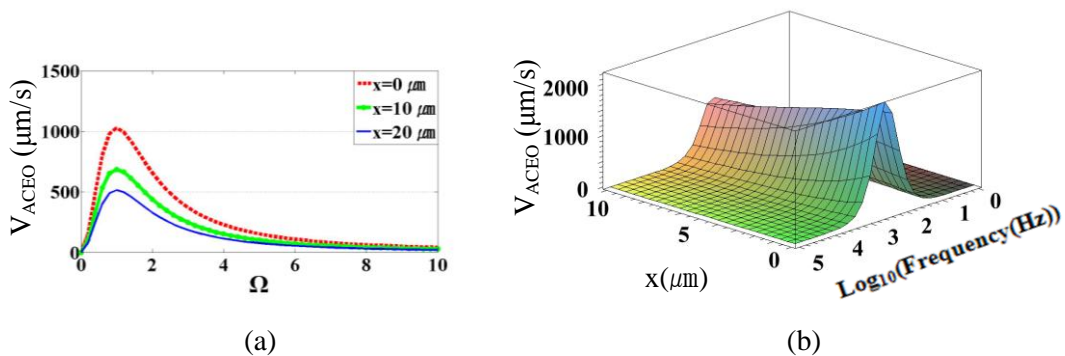 V_ACEO (μm/s)
1500
1000
500
0
0 2 4 6 8 10
Ω
x=0 ㎛
x=10 ㎛
x=20 ㎛
(a)
V_ACEO (μm/s)
2000
1000
0
10
5
0
x(㎛)
5
4
3
2
1
0
Log₁₀(Frequency(Hz))
(b)